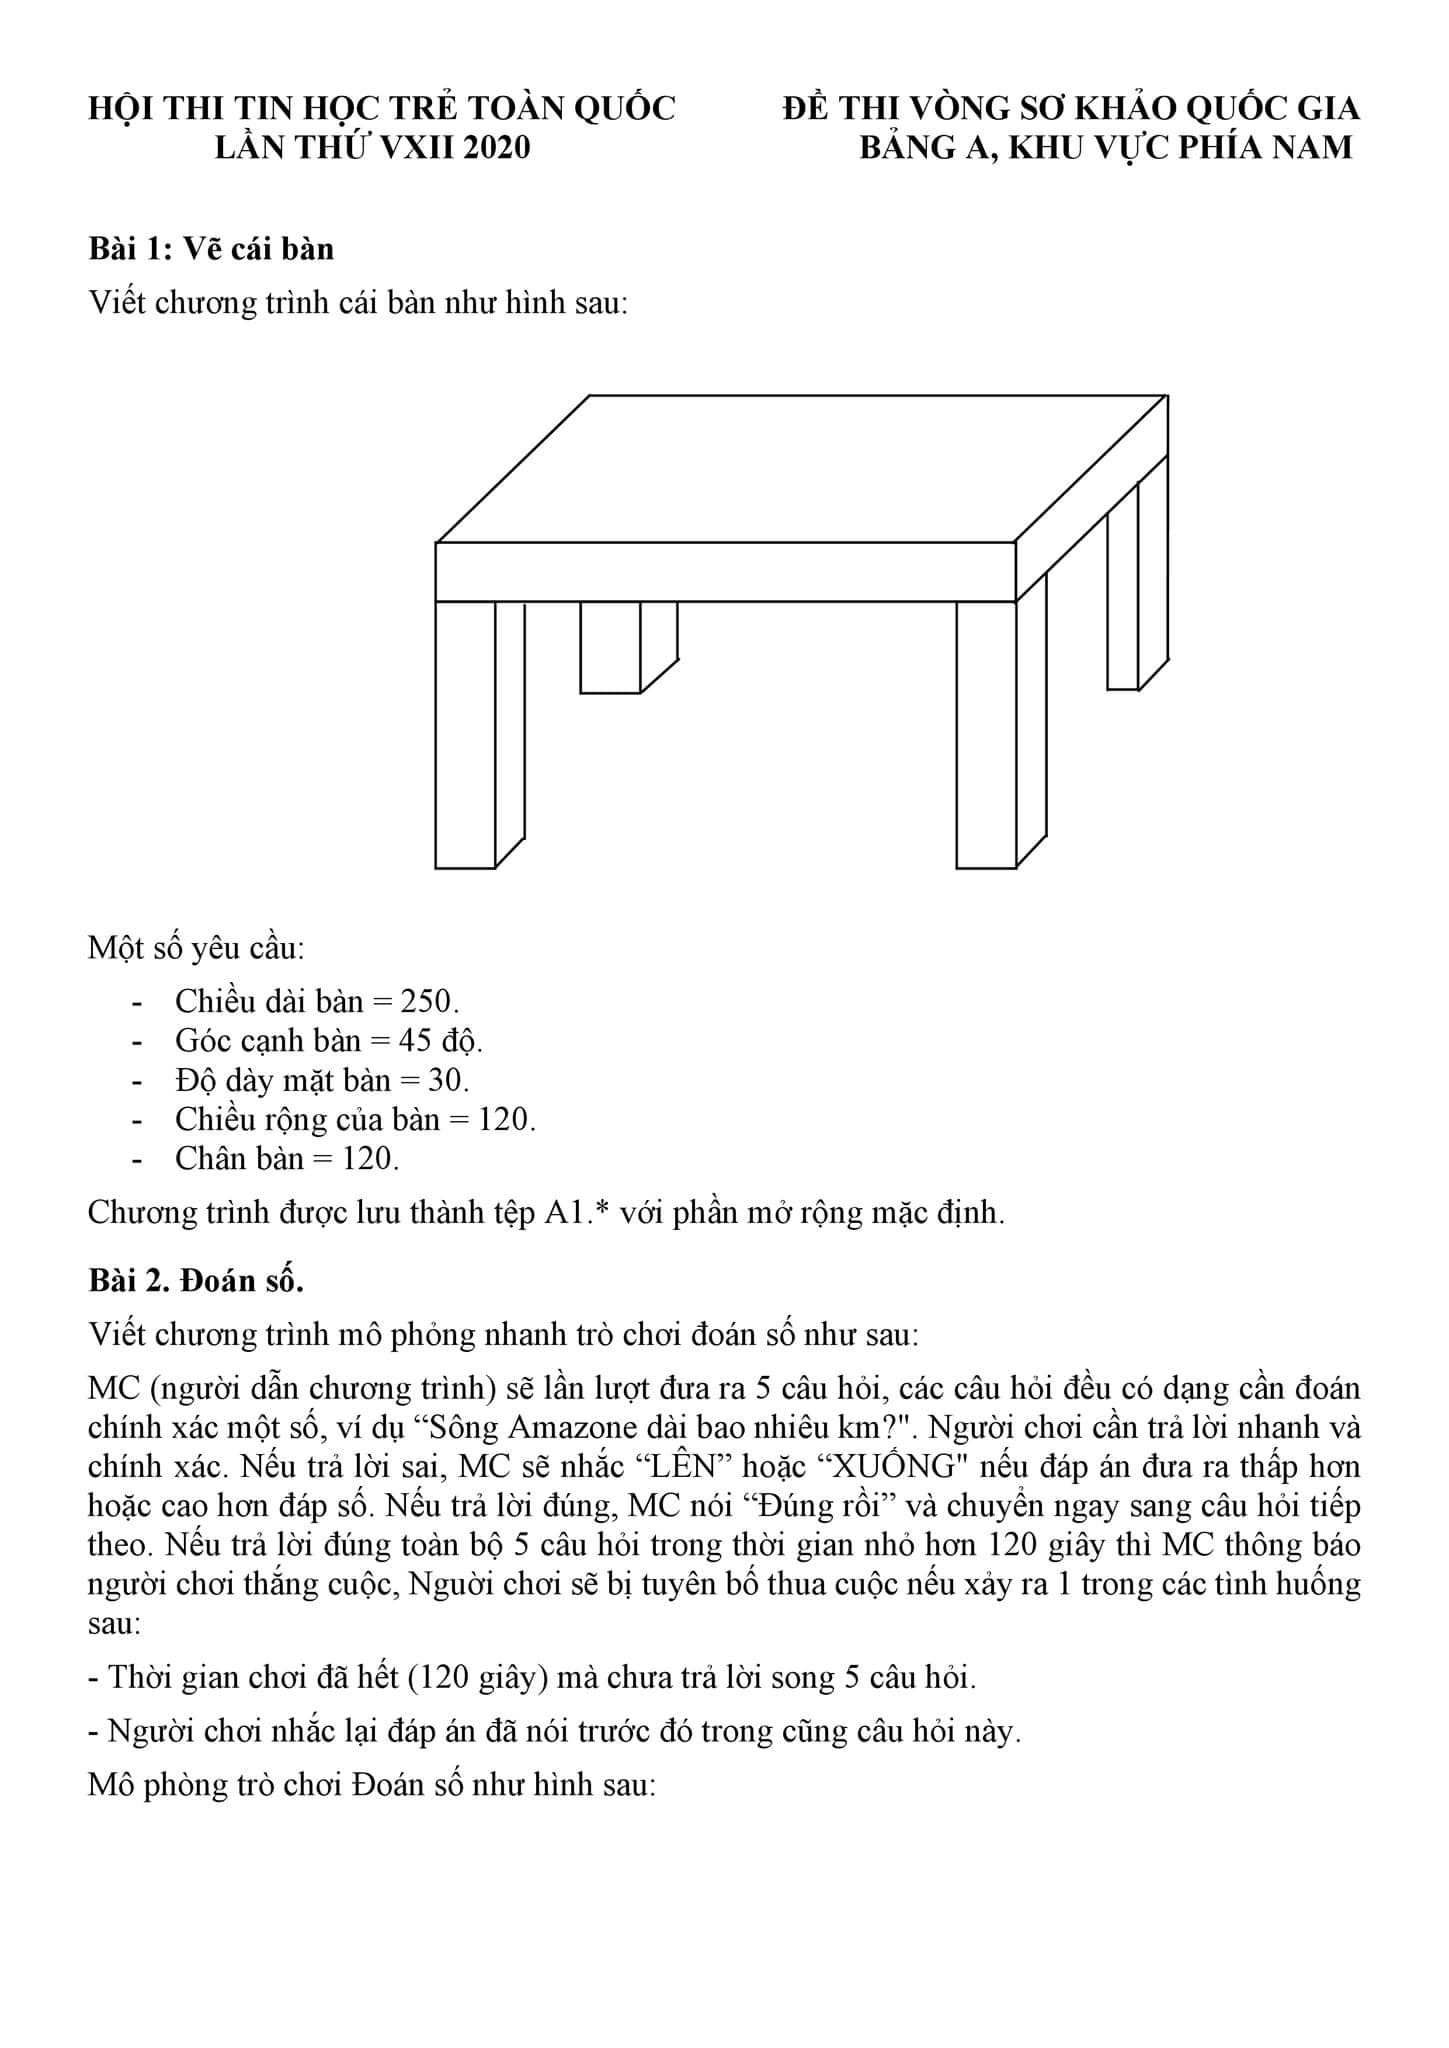 HỘI THI TIN HỌC TRẺ TOÀN QUỐC
LẦN THỨ VXII 2020
ĐỀ THI VÒNG SƠ KHẢO QUỐC GIA
BẢNG A, KHU VỰC PHÍA NAM
Bài 1: Vẽ cái bàn
Viết chương trình cái bàn như hình sau:
Một số yêu cầu:
- Chiều dài bàn = 250.
- Góc cạnh bàn = 45 độ.
- Độ dày mặt bàn = 30.
- Chiều rộng của bàn = 120.
- Chân bàn = 120.
Chương trình được lưu thành tệp A1.* với phần mở rộng mặc định.
Bài 2. Đoán số.
Viết chương trình mô phỏng nhanh trò chơi đoán số như sau:
MC (người dẫn chương trình) sẽ lần lượt đưa ra 5 câu hỏi, các câu hỏi đều có dạng cần đoán
chính xác một số, ví dụ “Sông Amazone dài bao nhiêu km?". Người chơi cần trả lời nhanh và
chính xác. Nếu trả lời sai, MC sẽ nhắc “LÊN” hoặc “XUỐNG" nếu đáp án đưa ra thấp hơn
hoặc cao hơn đáp số. Nếu trả lời đúng, MC nói “Đúng rồi” và chuyển ngay sang câu hỏi tiếp
theo. Nếu trả lời đúng toàn bộ 5 câu hỏi trong thời gian nhỏ hơn 120 giây thì MC thông báo
người chơi thắng cuộc, Nguời chơi sẽ bị tuyên bố thua cuộc nếu xảy ra 1 trong các tình huống
sau:
- Thời gian chơi đã hết (120 giây) mà chưa trả lời song 5 câu hỏi.
- Người chơi nhắc lại đáp án đã nói trước đó trong cũng câu hỏi này.
Mô phòng trò chơi Đoán số như hình sau: